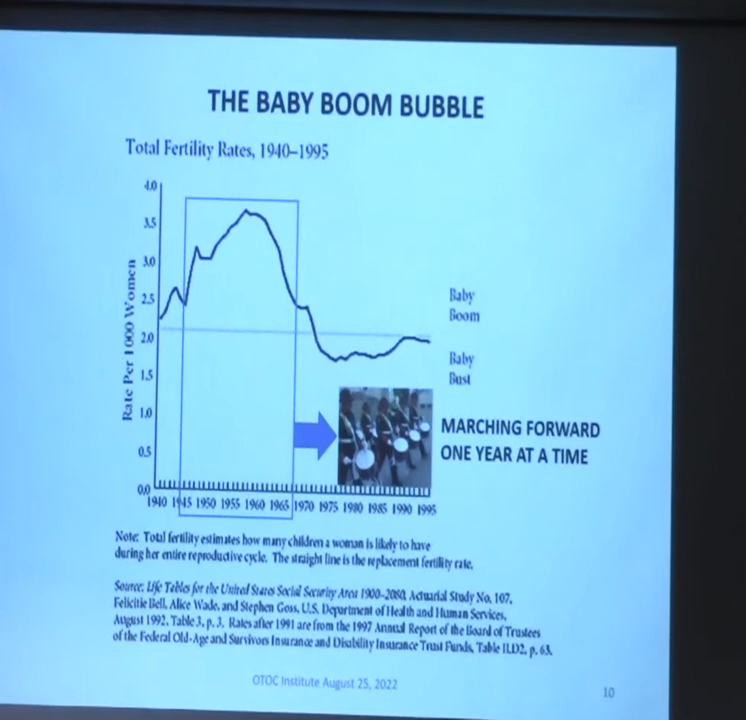 THE BABY BOOM BUBBLE
Total Fertility Rates, 1940–1995
Rate Per 1000 Women
4.0
3.5
3.0
2.5
2.0
1.5
1.0
0.5
0.0
1940 1945 1950 1955 1960 1965 1970 1975 1980 1985 1990 1995
Baby
Boom
Baby
Bust
MARCHING FORWARD
ONE YEAR AT A TIME
Note: Total fertility estimates how many children a woman is likely to have
during her entire reproductive cycle. The straight line is the replacement fertility rate.
Source: Life Tables for the United States Social Security Area 1900–2080, Actuarial Study No. 107,
Felicitie Bell, Alice Wade, and Stephen Goss, U.S. Department of Health and Human Services,
August 1992, Table 3, p. 3. Rates after 1991 are from the 1997 Annual Report of the Board of Trustees
of the Federal Old-Age and Survivors Insurance and Disability Insurance Trust Funds, Table II.D2, p. 63.
OTOC Institute August 25, 2022
10